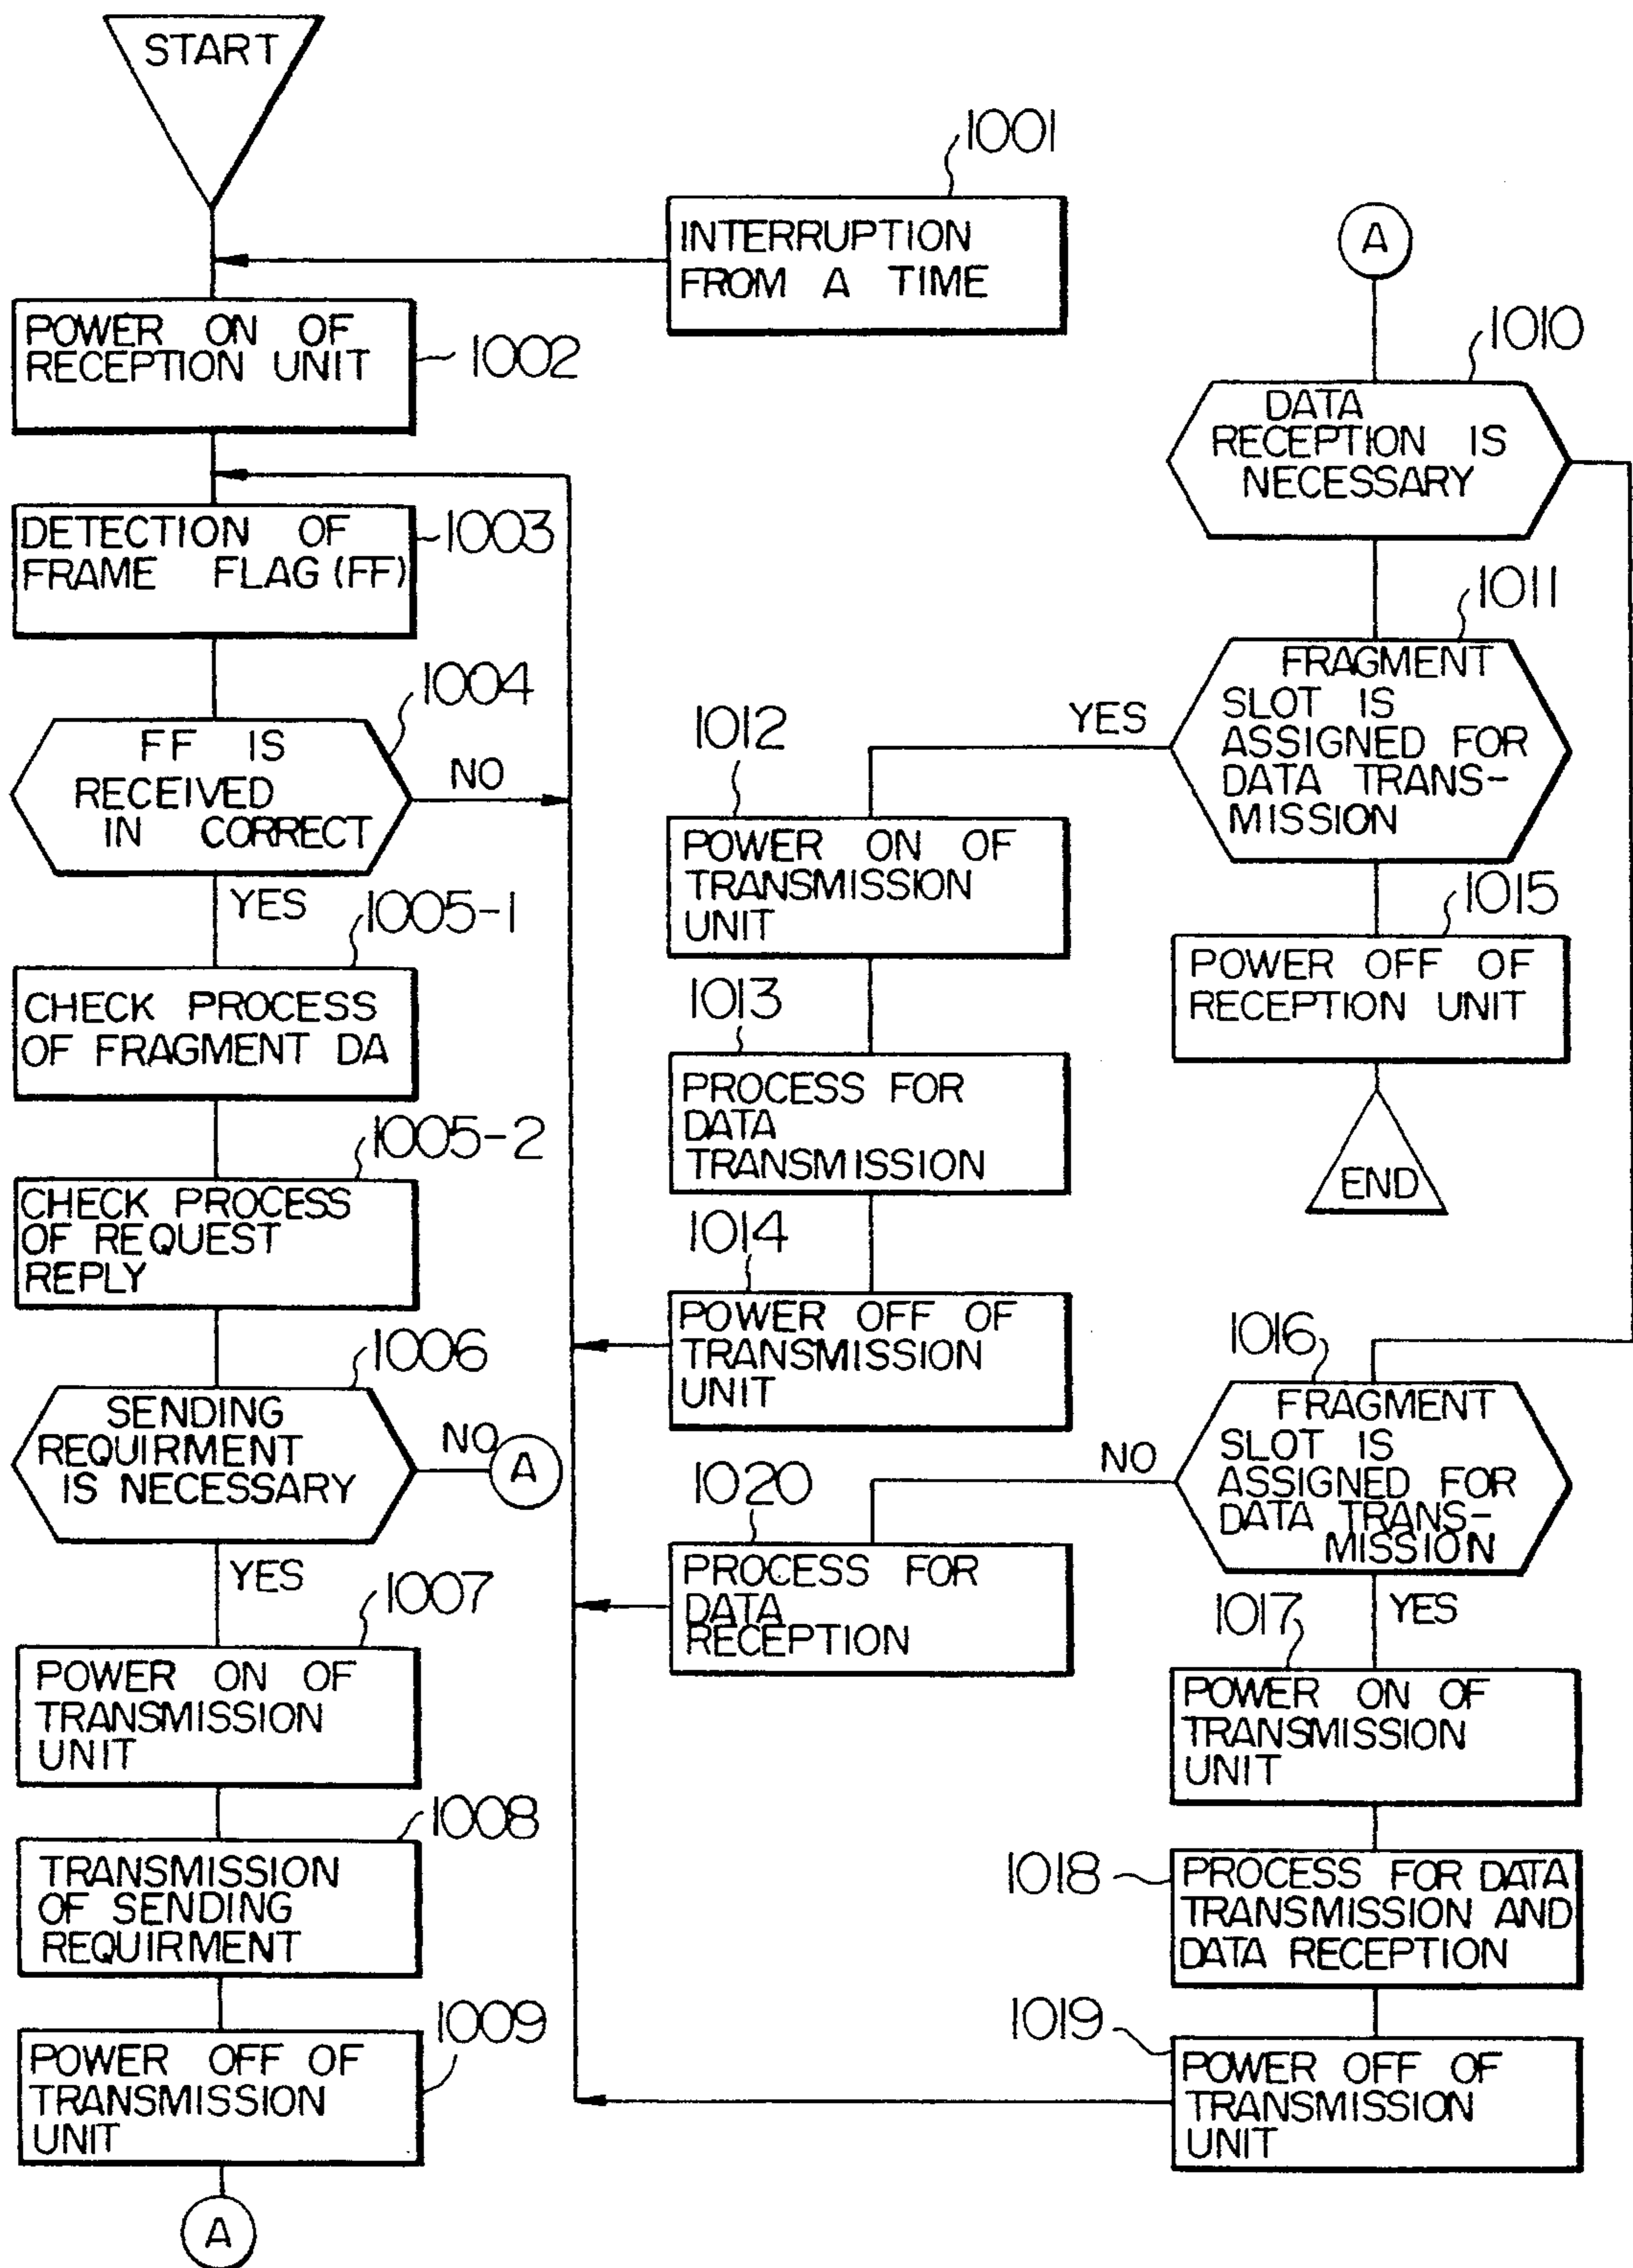 START
1001
INTERRUPTION
FROM A TIME
POWER ON OF
RECEPTION UNIT
1002
DETECTION OF
FRAME FLAG (FF)
1003
1004
FF IS
RECEIVED
IN CORRECT
NO
YES
1005-1
CHECK PROCESS
OF FRAGMENT DA
1005-2
CHECK PROCESS
OF REQUEST
REPLY
1006
SENDING
REQUIRMENT
IS NECESSARY
NO
A
YES
1007
POWER ON OF
TRANSMISSION
UNIT
1008
TRANSMISSION
OF SENDING
REQUIRMENT
1009
POWER OFF OF
TRANSMISSION
UNIT
A
A
1010
DATA
RECEPTION IS
NECESSARY
1011
FRAGMENT
SLOT IS
ASSIGNED FOR
DATA TRANS-
MISSION
YES
1012
POWER ON OF
TRANSMISSION
UNIT
1013
PROCESS FOR
DATA
TRANSMISSION
1014
POWER OFF OF
TRANSMISSION
UNIT
1015
POWER OFF OF
RECEPTION UNIT
END
1016
FRAGMENT
SLOT IS
ASSIGNED FOR
DATA TRANS-
MISSION
NO
1020
PROCESS FOR
DATA
RECEPTION
YES
1017
POWER ON OF
TRANSMISSION
UNIT
1018
PROCESS FOR DATA
TRANSMISSION AND
DATA RECEPTION
1019
POWER OFF OF
TRANSMISSION
UNIT